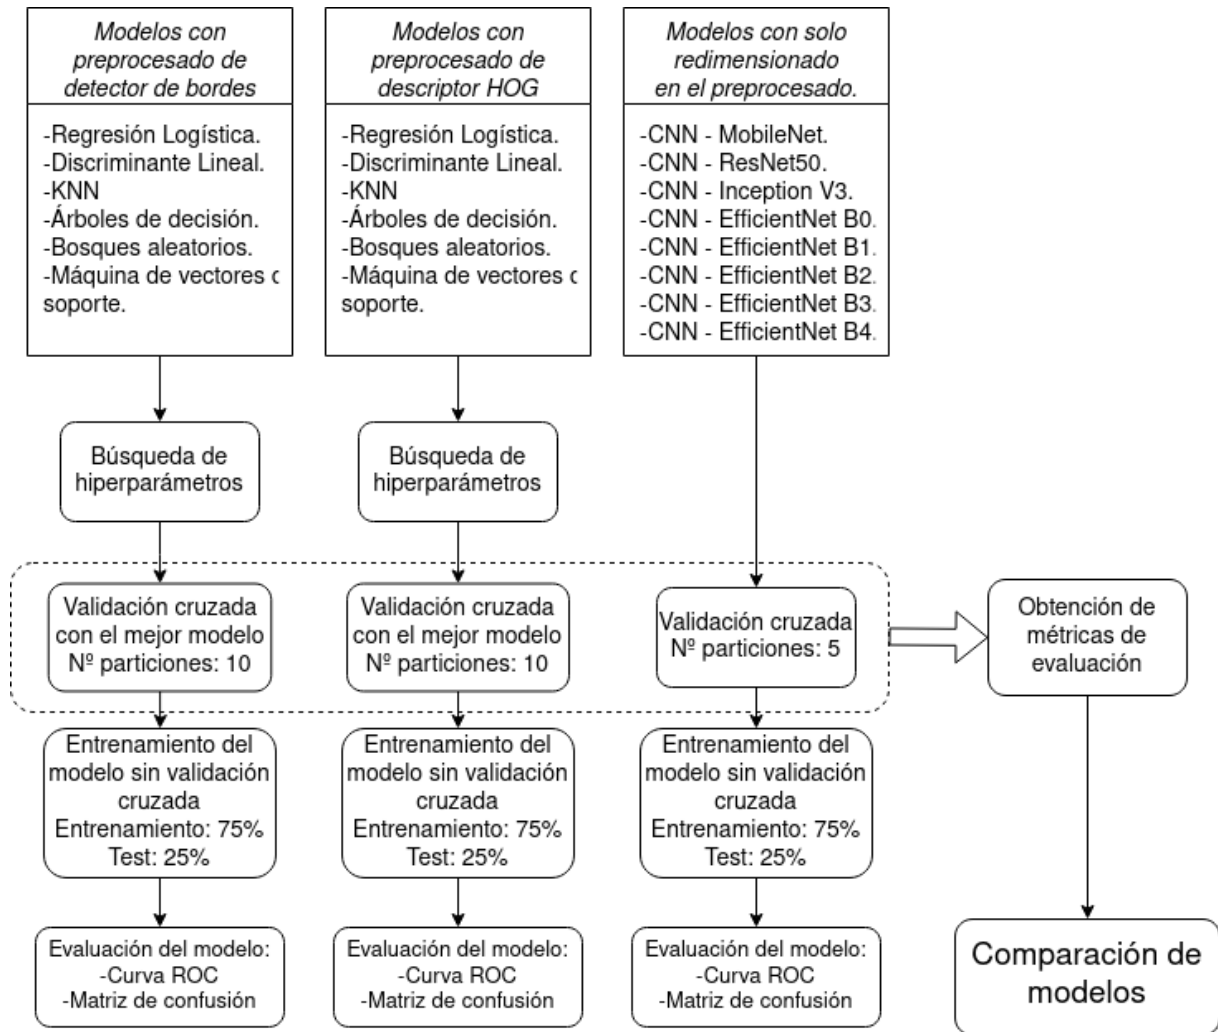 Modelos con
preprocesado de
detector de bordes
-Regresión Logística.
-Discriminante Lineal.
-KNN
-Árboles de decisión.
-Bosques aleatorios.
-Máquina de vectores
soporte.
Modelos con
preprocesado de
descriptor HOG
-Regresión Logística.
-Discriminante Lineal.
-KNN
-Árboles de decisión.
-Bosques aleatorios.
-Máquina de vectores
soporte.
Modelos con solo
redimensionado
en el preprocesado.
-CNN - MobileNet.
-CNN - ResNet50.
-CNN - Inception V3.
-CNN - EfficientNet B0.
-CNN - EfficientNet B1.
-CNN - EfficientNet B2.
-CNN - EfficientNet B3.
-CNN - EfficientNet B4.
Búsqueda de
hiperparámetros
Búsqueda de
hiperparámetros
Validación cruzada
con el mejor modelo
Nº particiones: 10
Validación cruzada
con el mejor modelo
Nº particiones: 10
Validación cruzada
Nº particiones: 5
Obtención de
métricas de
evaluación
Entrenamiento del
modelo sin validación
cruzada
Entrenamiento: 75%
Test: 25%
Entrenamiento del
modelo sin validación
cruzada
Entrenamiento: 75%
Test: 25%
Entrenamiento del
modelo sin validación
cruzada
Entrenamiento: 75%
Test: 25%
Evaluación del modelo:
-Curva ROC
-Matriz de confusión
Evaluación del modelo:
-Curva ROC
-Matriz de confusión
Evaluación del modelo:
-Curva ROC
-Matriz de confusión
Comparación de
modelos